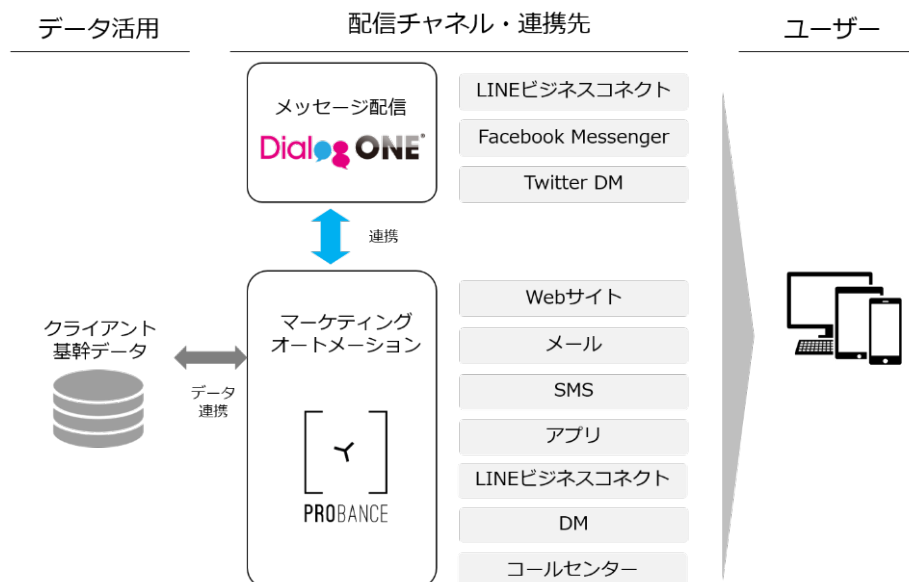 データ活用
配信チャネル・連携先
ユーザー
メッセージ配信
Dialog ONE®
LINEビジネスコネクト
Facebook Messenger
Twitter DM
連携
クライアント
基幹データ
データ
連携
マーケティング
オートメーション
PROBANCE
Webサイト
メール
SMS
アプリ
LINEビジネスコネクト
DM
コールセンター